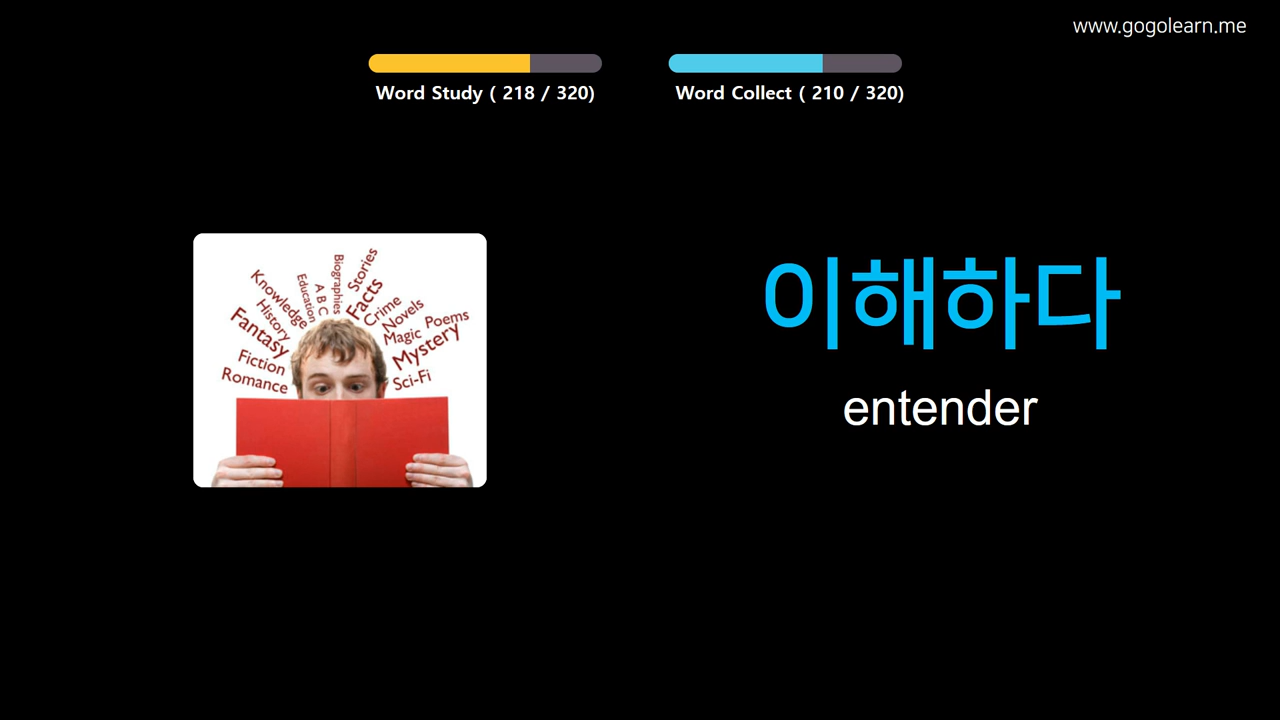 www.gogolearn.me
Word Study ( 218 / 320)
Word Collect ( 210 / 320)
Knowledge
History
Fantasy
Fiction
Romance
Education
A B C
Biographies
Stories
Facts
Crime
Novels
Magic
Poems
Mystery
Sci-Fi
이해하다
entender